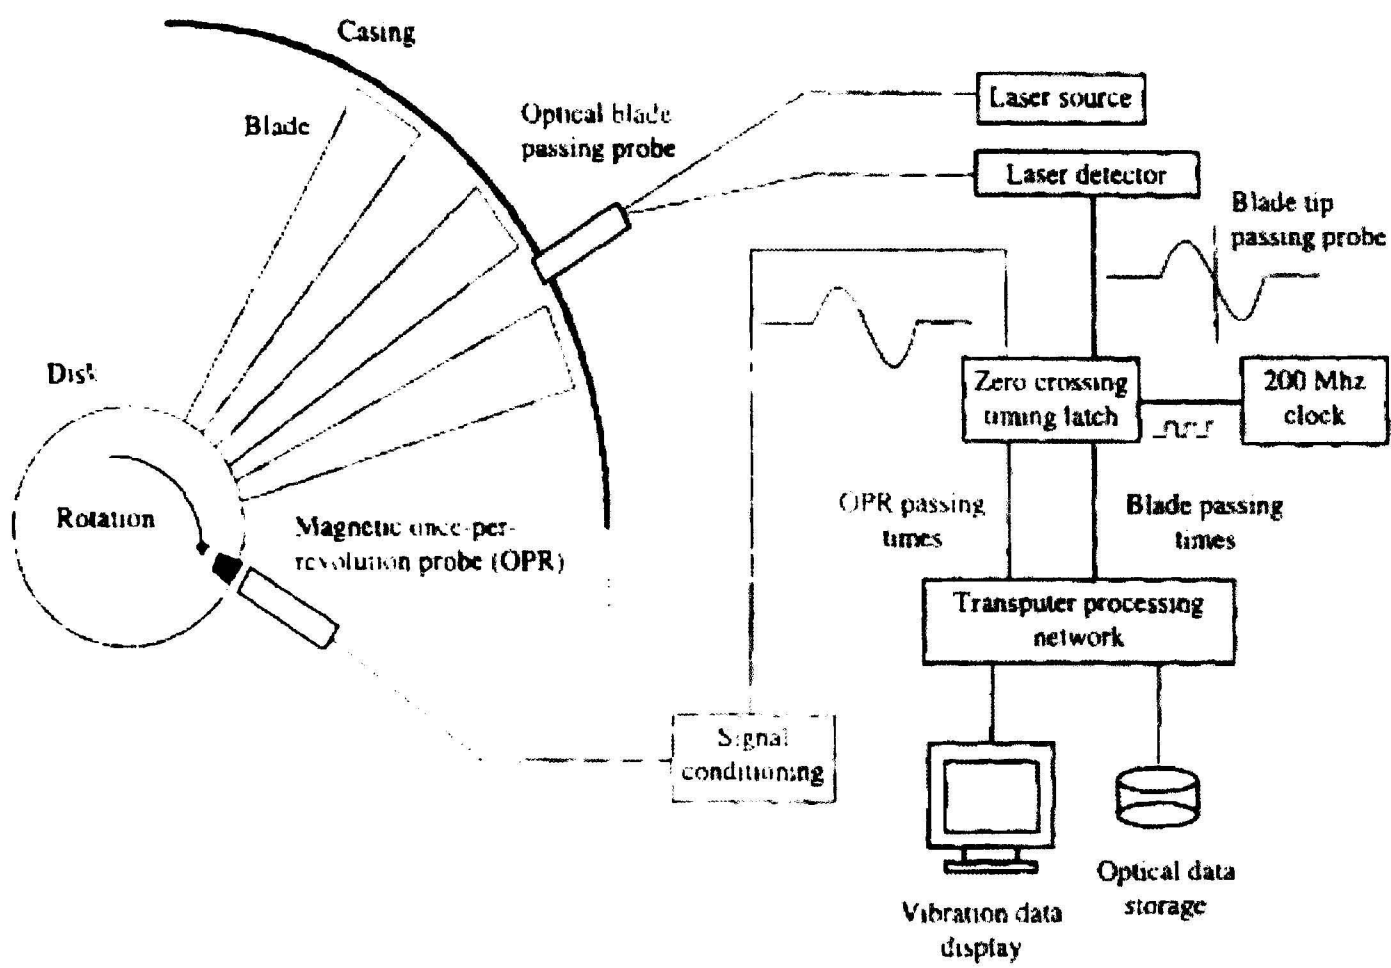 Casing
Blade
Optical blade
passing probe
Laser source
Laser detector
Blade tip
passing probe
Disk
Rotation
Magnetic once-per-
revolution probe (OPR)
Zero crossing
timing latch
200 Mhz
clock
OPR passing
times
Blade passing
times
Transputer processing
network
Signal
conditioning
Vibration data
display
Optical data
storage